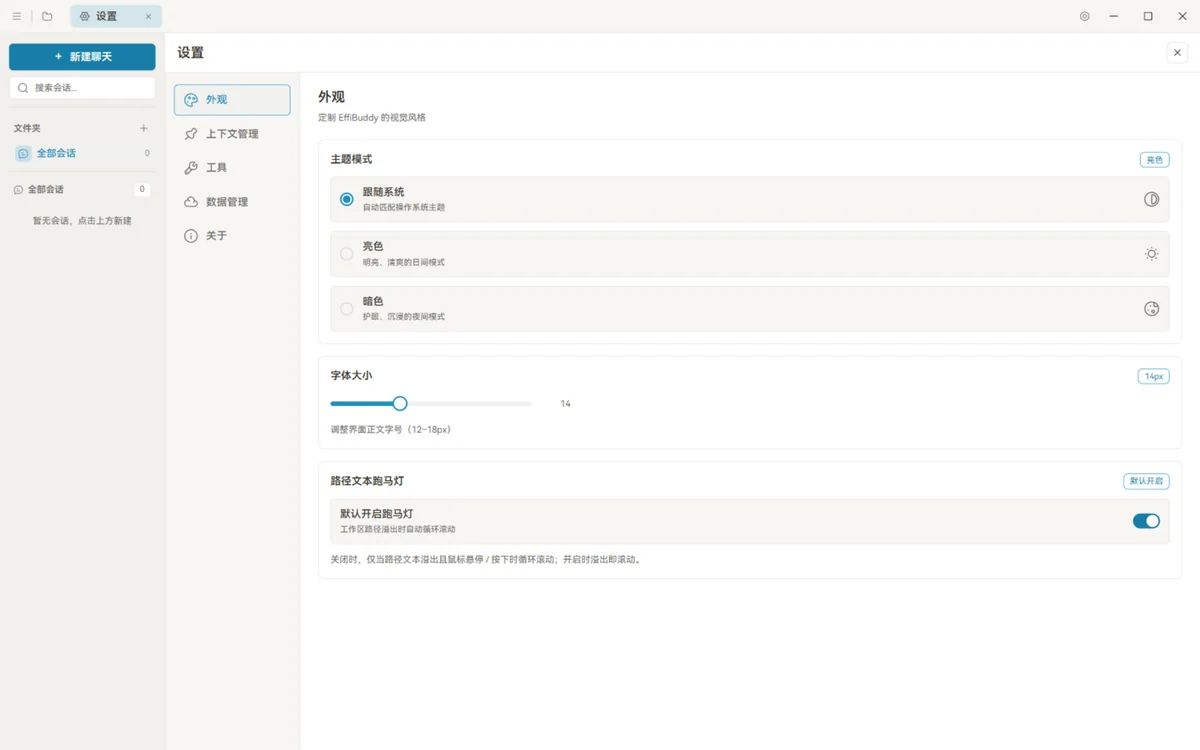 设置
+ 新建聊天
搜索会话...
文件夹
全部会话 0
全部会话 0
暂无会话，点击上方新建
设置
外观
上下文管理
工具
数据管理
关于
外观
定制 EffiBuddy 的视觉风格
主题模式 亮色
跟随系统
自动匹配操作系统主题
亮色
明亮、清爽的日间模式
暗色
护眼、沉浸的夜间模式
字体大小 14px
14
调整界面正文字号（12-18px）
路径文本跑马灯 默认开启
默认开启跑马灯
工作区路径溢出时自动循环滚动
关闭时，仅当路径文本溢出且鼠标悬停 / 按下时循环滚动；开启时溢出即滚动。